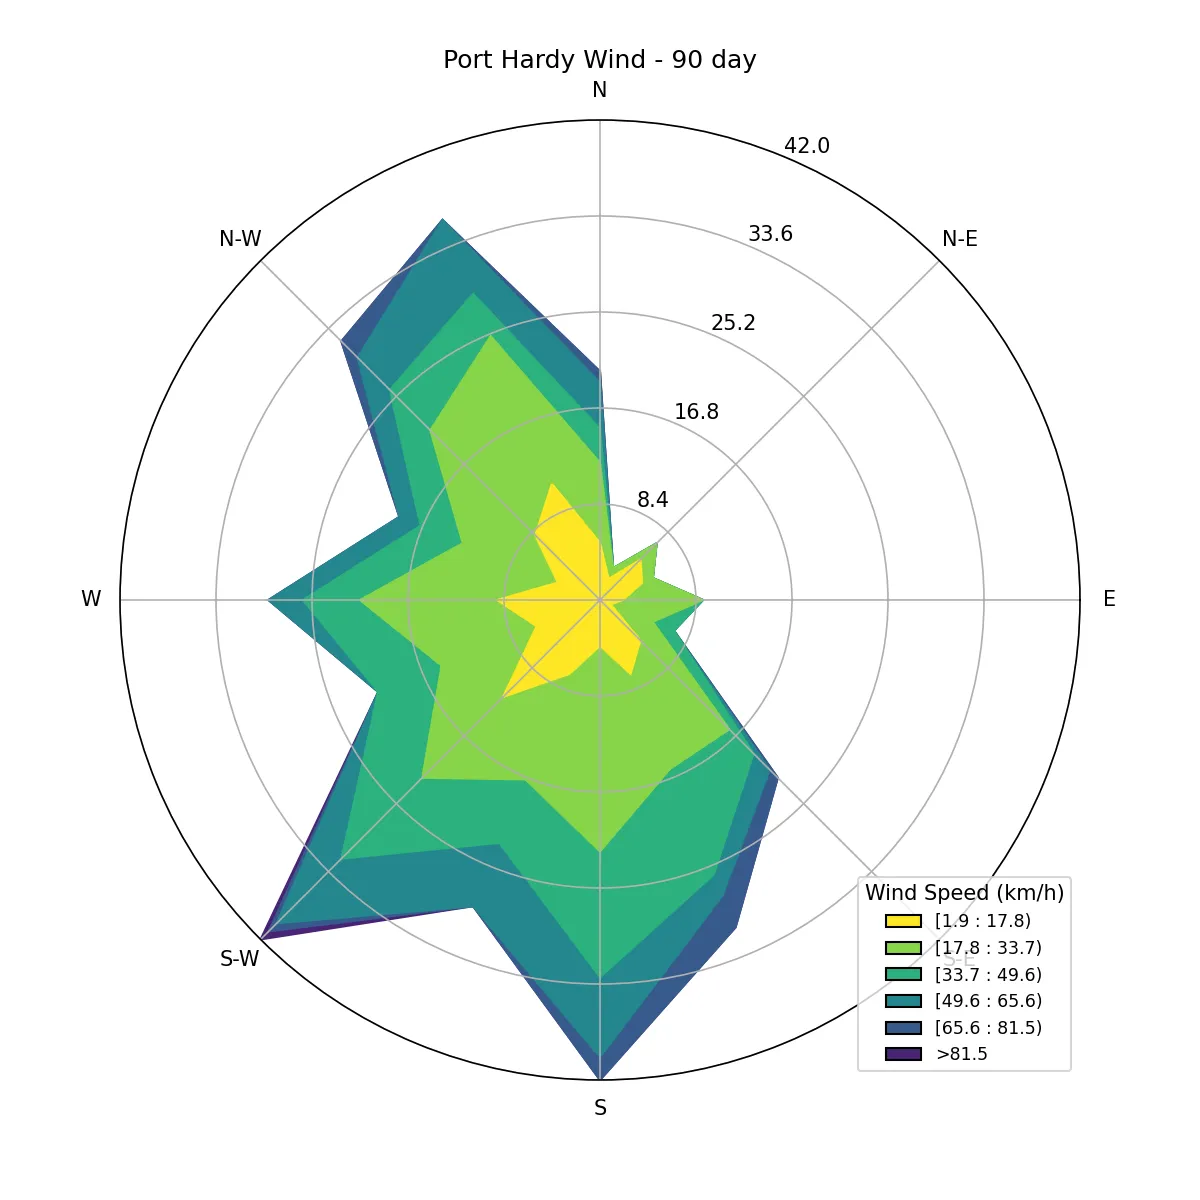 Port Hardy Wind - 90 day
N
42.0
N-W
33.6
N-E
25.2
16.8
8.4
W
E
S-W
S-E
S
Wind Speed (km/h)
[1.9 : 17.8)
[17.8 : 33.7)
[33.7 : 49.6)
[49.6 : 65.6)
[65.6 : 81.5)
>81.5